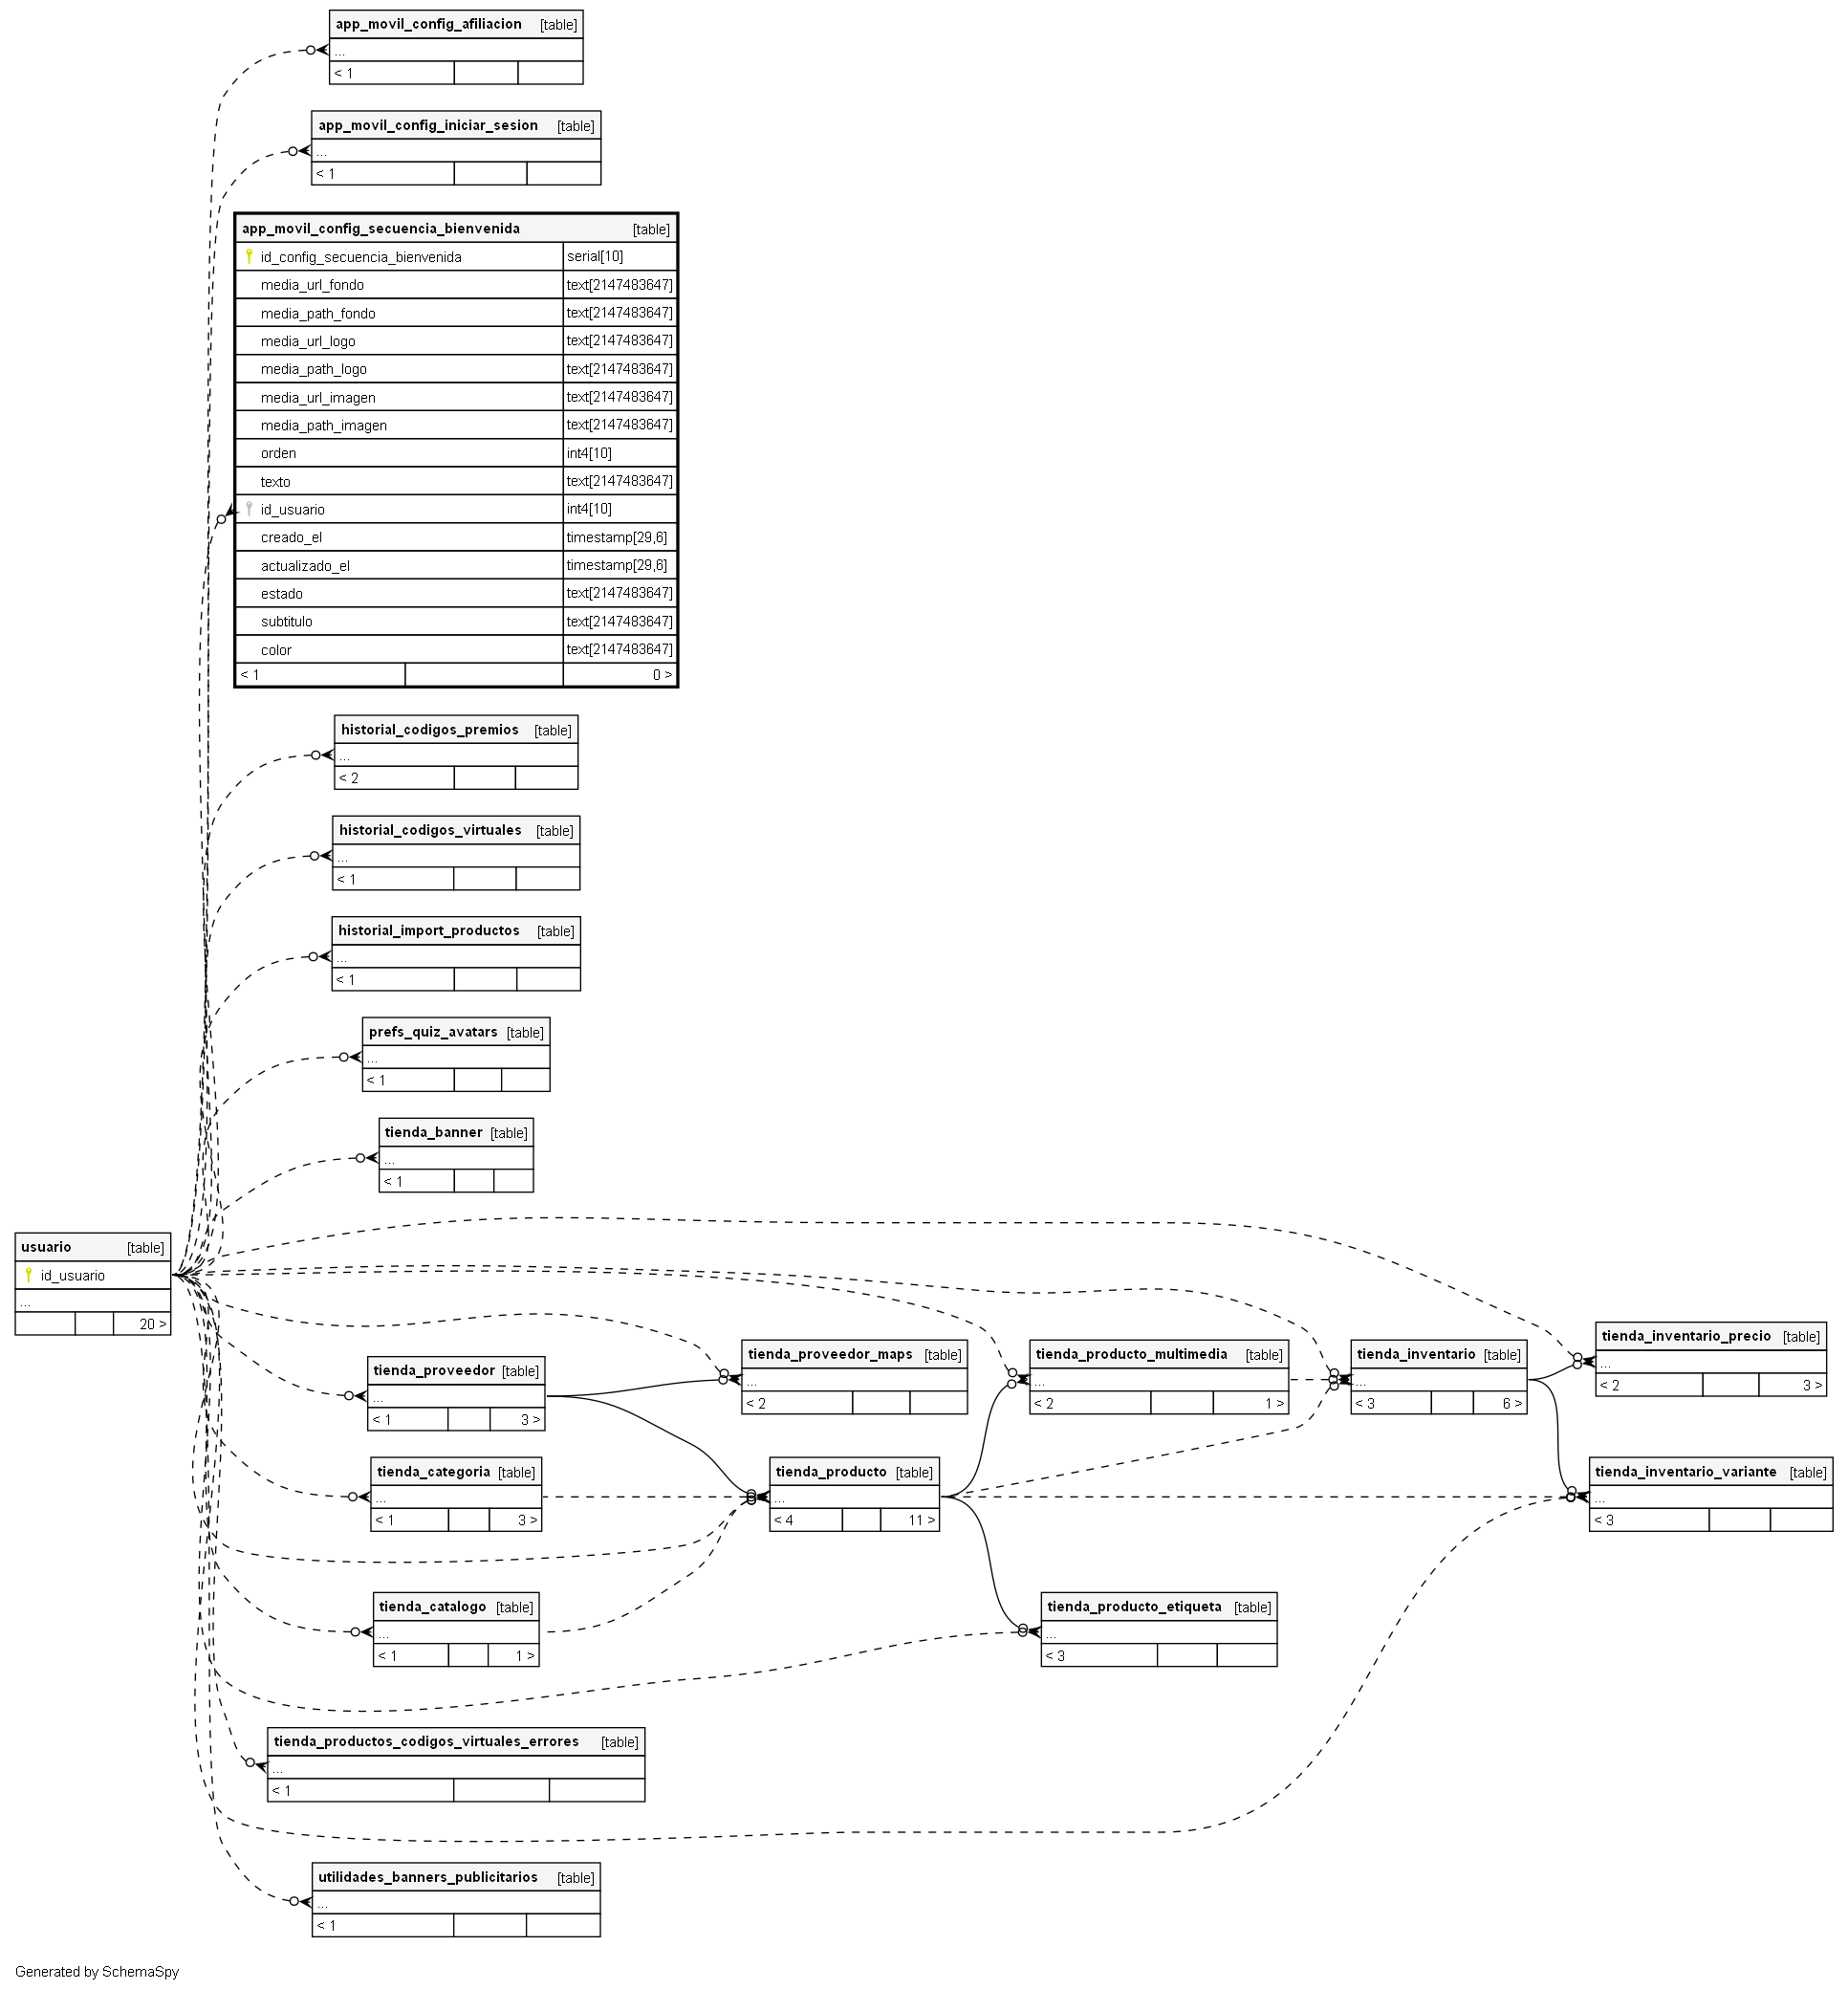 app_movil_config_afiliacion [table]
...
< 1
app_movil_config_iniciar_sesion [table]
...
< 1
app_movil_config_secuencia_bienvenida [table]
id_config_secuencia_bienvenida serial[10]
media_url_fondo text[2147483647]
media_path_fondo text[2147483647]
media_url_logo text[2147483647]
media_path_logo text[2147483647]
media_url_imagen text[2147483647]
media_path_imagen text[2147483647]
orden int4[10]
texto text[2147483647]
id_usuario int4[10]
creado_el timestamp[29,6]
actualizado_el timestamp[29,6]
estado text[2147483647]
subtitulo text[2147483647]
color text[2147483647]
< 1 0 >
historial_codigos_premios [table]
...
< 2
historial_codigos_virtuales [table]
...
< 1
historial_import_productos [table]
...
< 1
prefs_quiz_avatars [table]
...
< 1
tienda_banner [table]
...
< 1
usuario [table]
id_usuario
...
20 >
tienda_proveedor [table]
...
< 1 3 >
tienda_proveedor_maps [table]
...
< 2
tienda_producto_multimedia [table]
...
< 2 1 >
tienda_inventario [table]
...
< 3 6 >
tienda_inventario_precio [table]
...
< 2 3 >
tienda_categoria [table]
...
< 1 3 >
tienda_producto [table]
...
< 4 11 >
tienda_inventario_variante [table]
...
< 3
tienda_catalogo [table]
...
< 1 1 >
tienda_producto_etiqueta [table]
...
< 3
tienda_productos_codigos_virtuales_errores [table]
...
< 1
utilidades_banners_publicitarios [table]
...
< 1
Generated by SchemaSpy